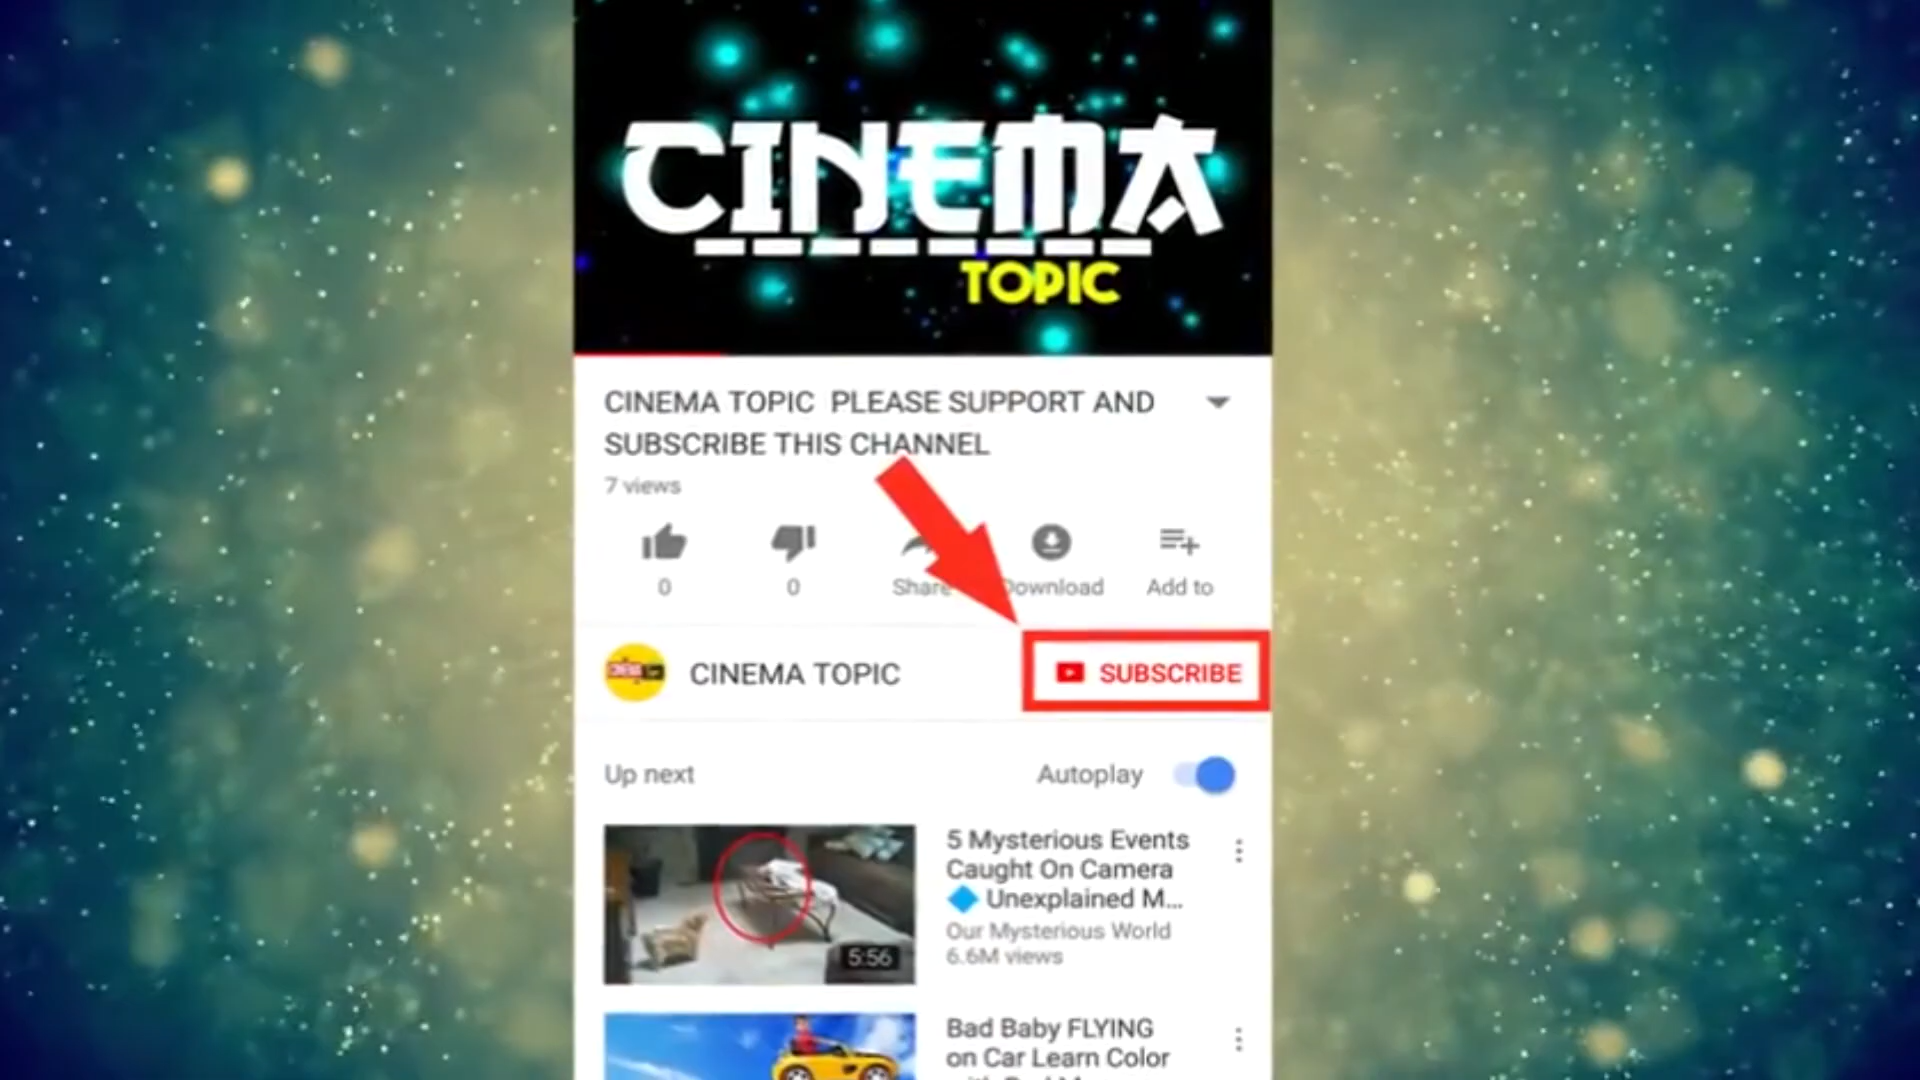 CINEMA
TOPIC
CINEMA TOPIC PLEASE SUPPORT AND
SUBSCRIBE THIS CHANNEL
7 views
0
0
Share
Download
Add to
CINEMA TOPIC
SUBSCRIBE
Up next
Autoplay
5:56
5 Mysterious Events
Caught On Camera
🔷 Unexplained M...
Our Mysterious World
6.6M views
Bad Baby FLYING
on Car Learn Color